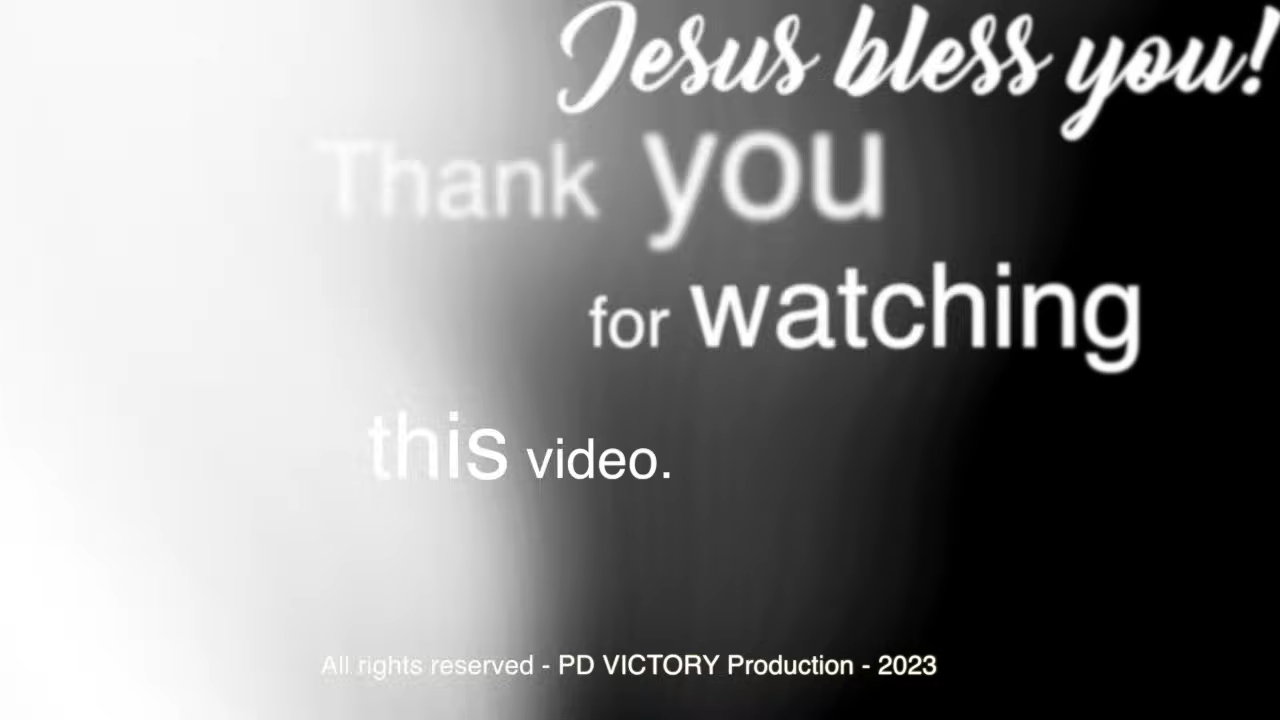 Jesus bless you!
Thank you
for watching
this video.
All rights reserved - PD VICTORY Production - 2023